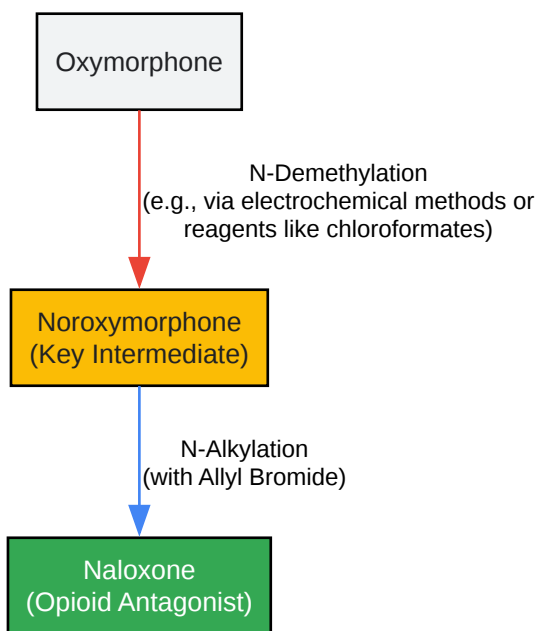 Oxymorphone
N-Demethylation
(e.g., via electrochemical methods or
reagents like chloroformates)
Noroxymorphone
(Key Intermediate)
N-Alkylation
(with Allyl Bromide)
Naloxone
(Opioid Antagonist)